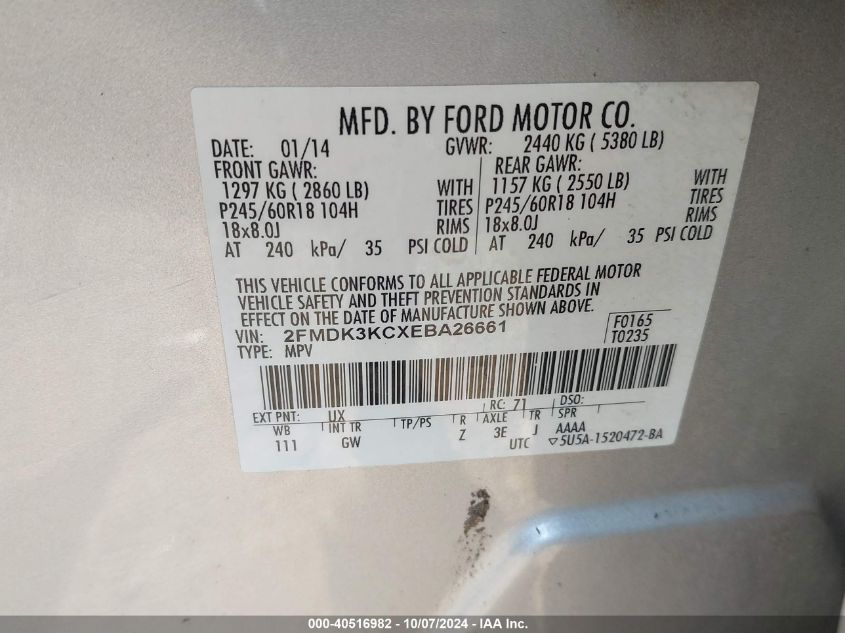 MFD. BY FORD MOTOR CO.
DATE: 01/14 GVWR: 2440 KG ( 5380 LB)
FRONT GAWR: REAR GAWR:
1297 KG ( 2860 LB) WITH 1157 KG ( 2550 LB) WITH
P245/60R18 104H TIRES P245/60R18 104H TIRES
18x8.0J RIMS 18x8.0J RIMS
AT 240 kPa/ 35 PSI COLD AT 240 kPa/ 35 PSI COLD
THIS VEHICLE CONFORMS TO ALL APPLICABLE FEDERAL MOTOR
VEHICLE SAFETY AND THEFT PREVENTION STANDARDS IN
EFFECT ON THE DATE OF MANUFACTURE SHOWN ABOVE.
VIN: 2FMDK3KCXEBA26661 F0165
TYPE: MPV T0235
EXT PNT: UX RC: 71 DSO:
WB INT TR TP/PS R AXLE TR SPR
111 GW Z 3E J AAAA
UTC ▽5U5A-1520472-BA
000-40516982 - 10/07/2024 - IAA Inc.